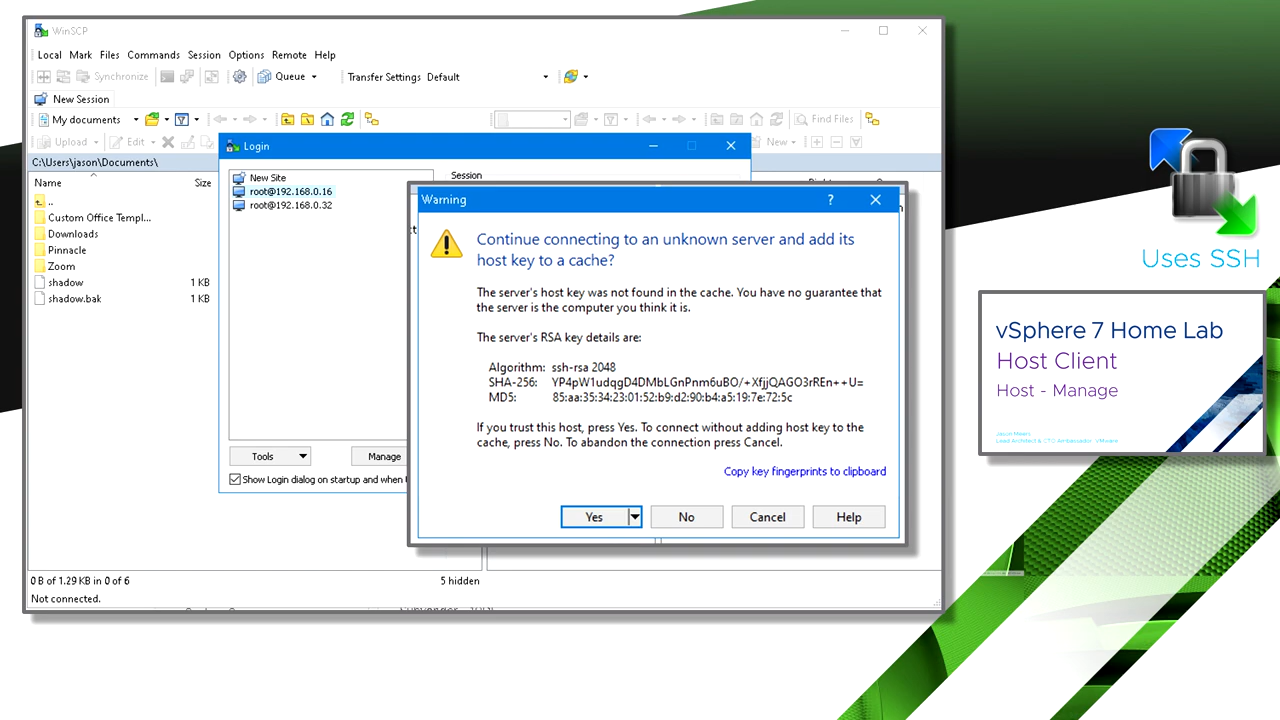 WinSCP
Local Mark Files Commands Session Options Remote Help
Synchronize Queue Transfer Settings Default
New Session
My documents Find Files
Upload Edit New
C:\Users\jason\Documents\
Name Size
..
Custom Office Templ...
Downloads
Pinnacle
Zoom
shadow 1 KB
shadow.bak 1 KB
0 B of 1.29 KB in 0 of 6 5 hidden
Not connected.
Login
New Site
root@192.168.0.16
root@192.168.0.32
Session
Tools Manage
Show Login dialog on startup and when
Warning
?
Continue connecting to an unknown server and add its
host key to a cache?
The server's host key was not found in the cache. You have no guarantee that
the server is the computer you think it is.
The server's RSA key details are:
Algorithm: ssh-rsa 2048
SHA-256: YP4pW1udqgD4DMbLGnPnm6uBO/+XfjjQAGO3rREn++U=
MD5: 85:aa:35:34:23:01:52:b9:d2:90:b4:a5:19:7e:72:5c
If you trust this host, press Yes. To connect without adding host key to the
cache, press No. To abandon the connection press Cancel.
Copy key fingerprints to clipboard
Yes No Cancel Help
Uses SSH
vSphere 7 Home Lab
Host Client
Host - Manage
Jason Meers
Lead Architect & CTO Ambassador, VMware